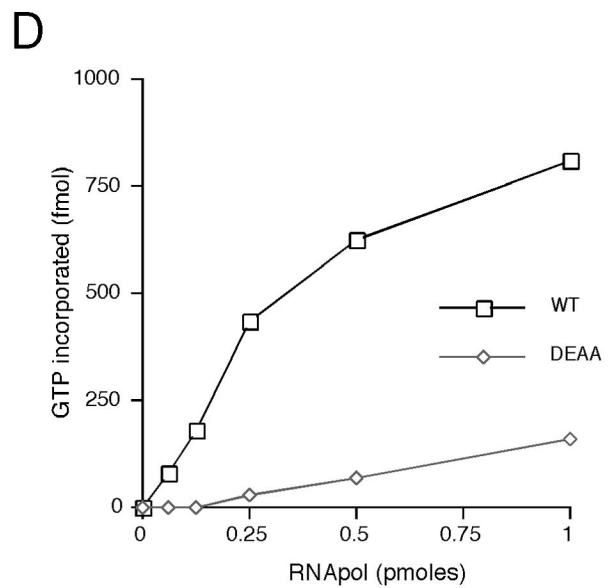 D
1000
750
500
250
0
GTP incorporated (fmol)
WT
DEAA
0 0.25 0.5 0.75 1
RNApol (pmoles)